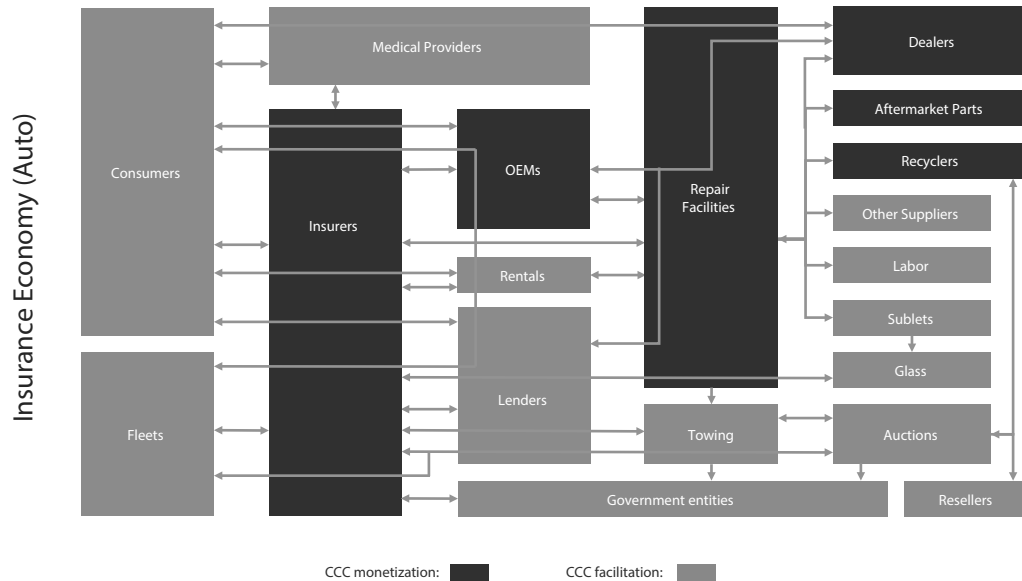 Insurance Economy (Auto)
Consumers
Medical Providers
Dealers
Aftermarket Parts
Recyclers
OEMs
Repair
Facilities
Insurers
Other Suppliers
Labor
Rentals
Sublets
Glass
Fleets
Lenders
Towing
Auctions
Government entities
Resellers
CCC monetization:
CCC facilitation: